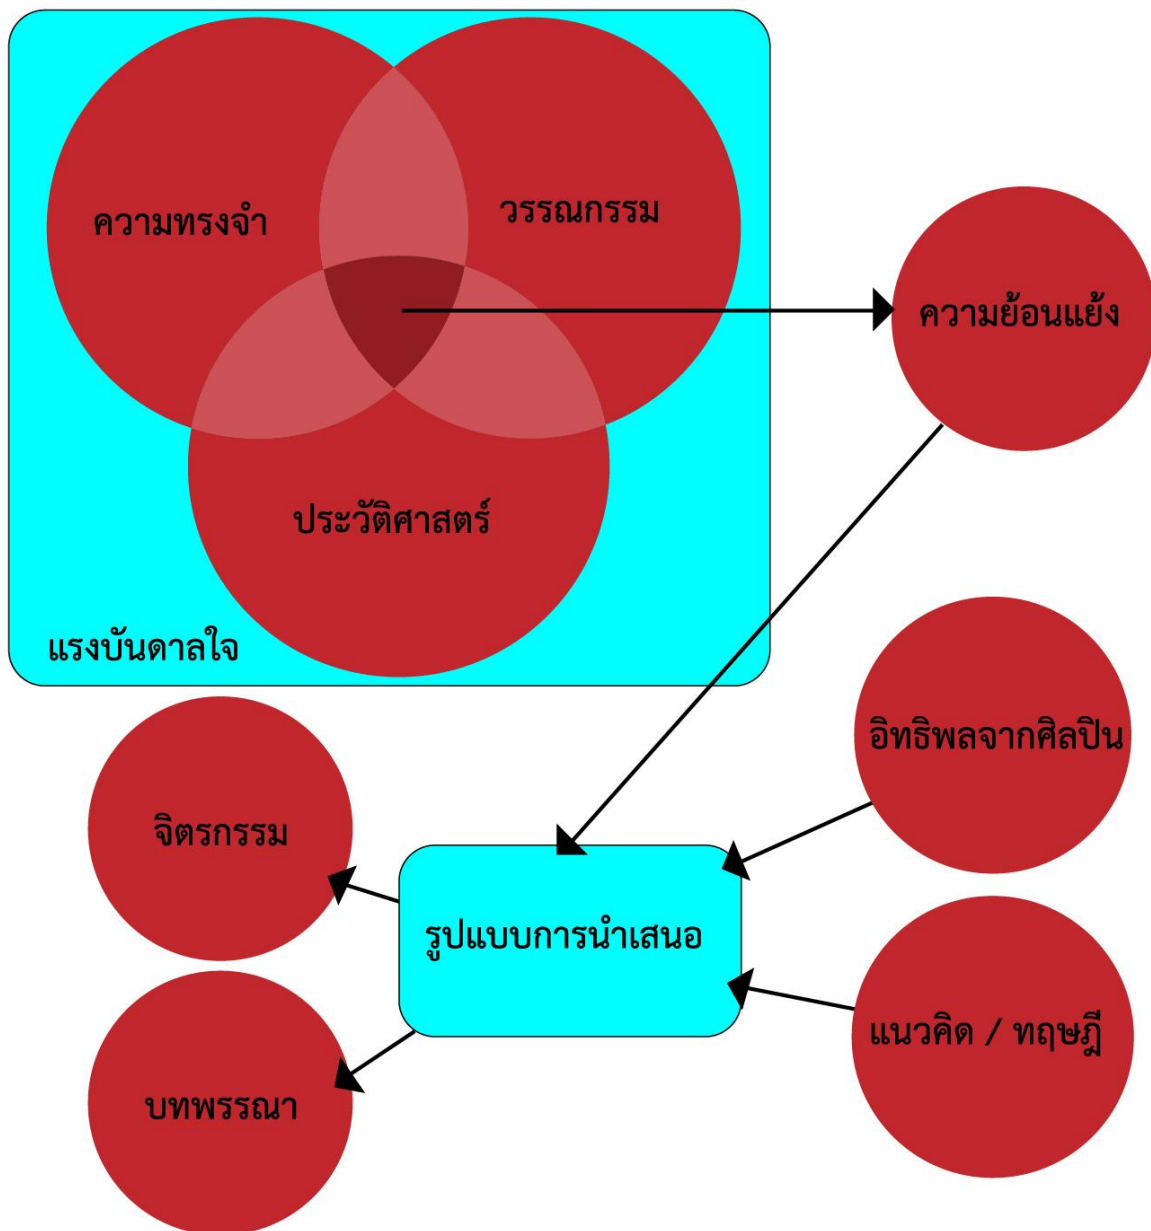 ความทรงจำ
วรรณกรรม
ความย้อนแย้ง
ประวัติศาสตร์
แรงบันดาลใจ
อิทธิพลจากศิลปิน
จิตรกรรม
รูปแบบการนำเสนอ
แนวคิด / ทฤษฎี
บทพรรณา